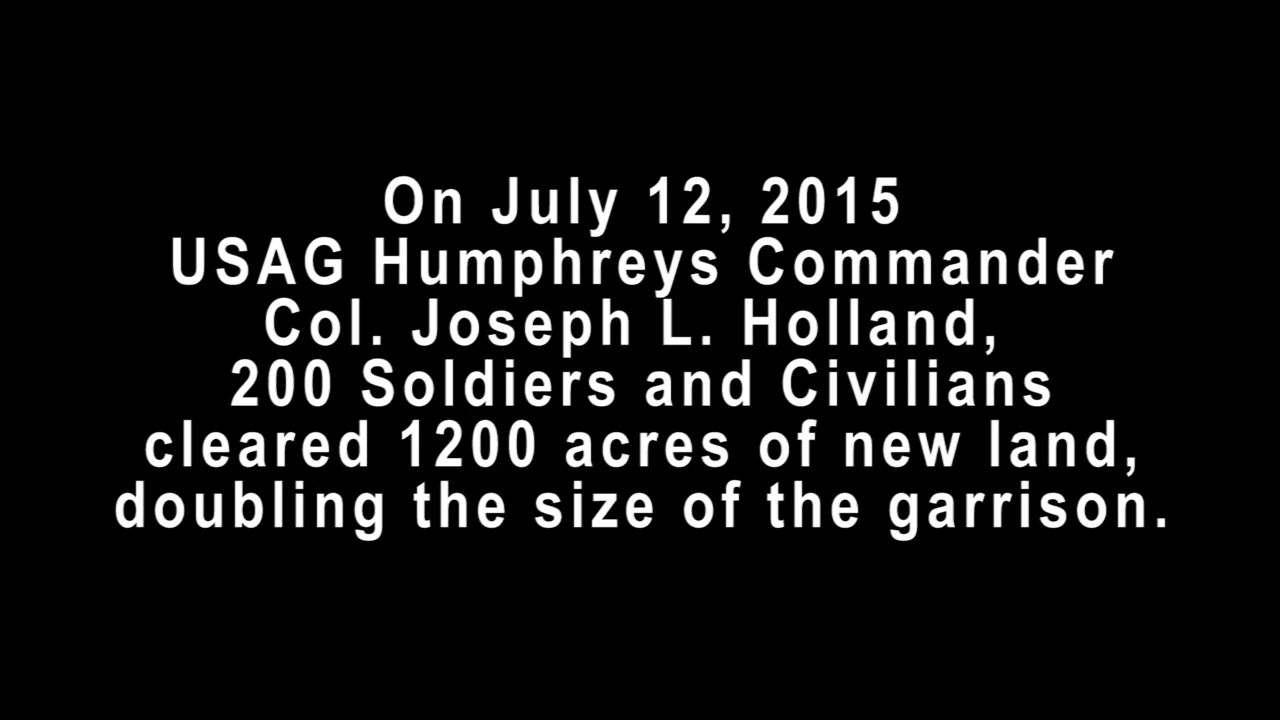 On July 12, 2015
USAG Humphreys Commander
Col. Joseph L. Holland,
200 Soldiers and Civilians
cleared 1200 acres of new land,
doubling the size of the garrison.